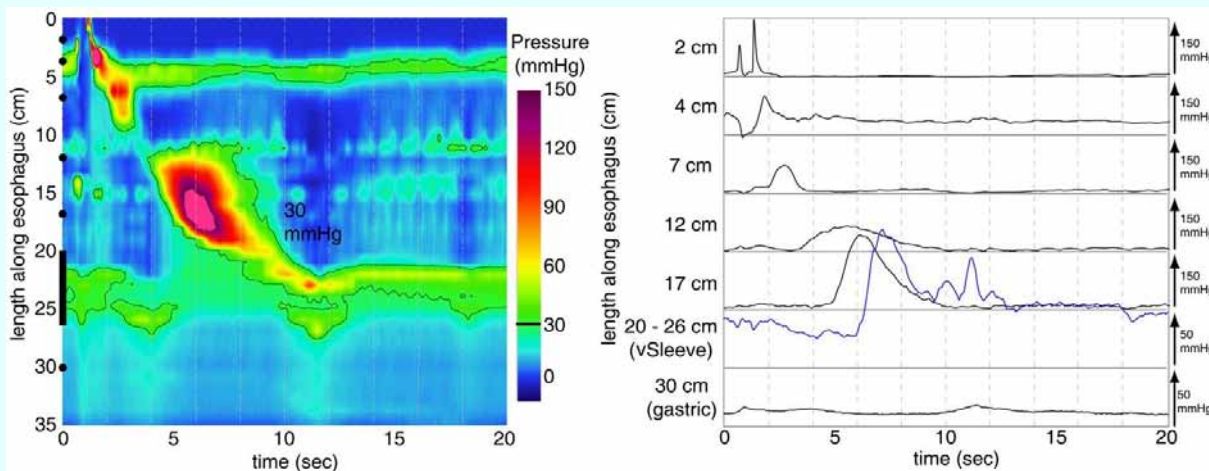 0
5
10
15
20
25
30
35
length along esophagus (cm)
0 5 10 15 20
time (sec)
30
mmHg
Pressure
(mmHg)
150
120
90
60
30
0
length along esophagus (cm)
2 cm
4 cm
7 cm
12 cm
17 cm
20 - 26 cm
(vSleeve)
30 cm
(gastric)
150
mmHg
150
mmHg
150
mmHg
150
mmHg
150
mmHg
50
mmHg
50
mmHg
0 5 10 15 20
time (sec)